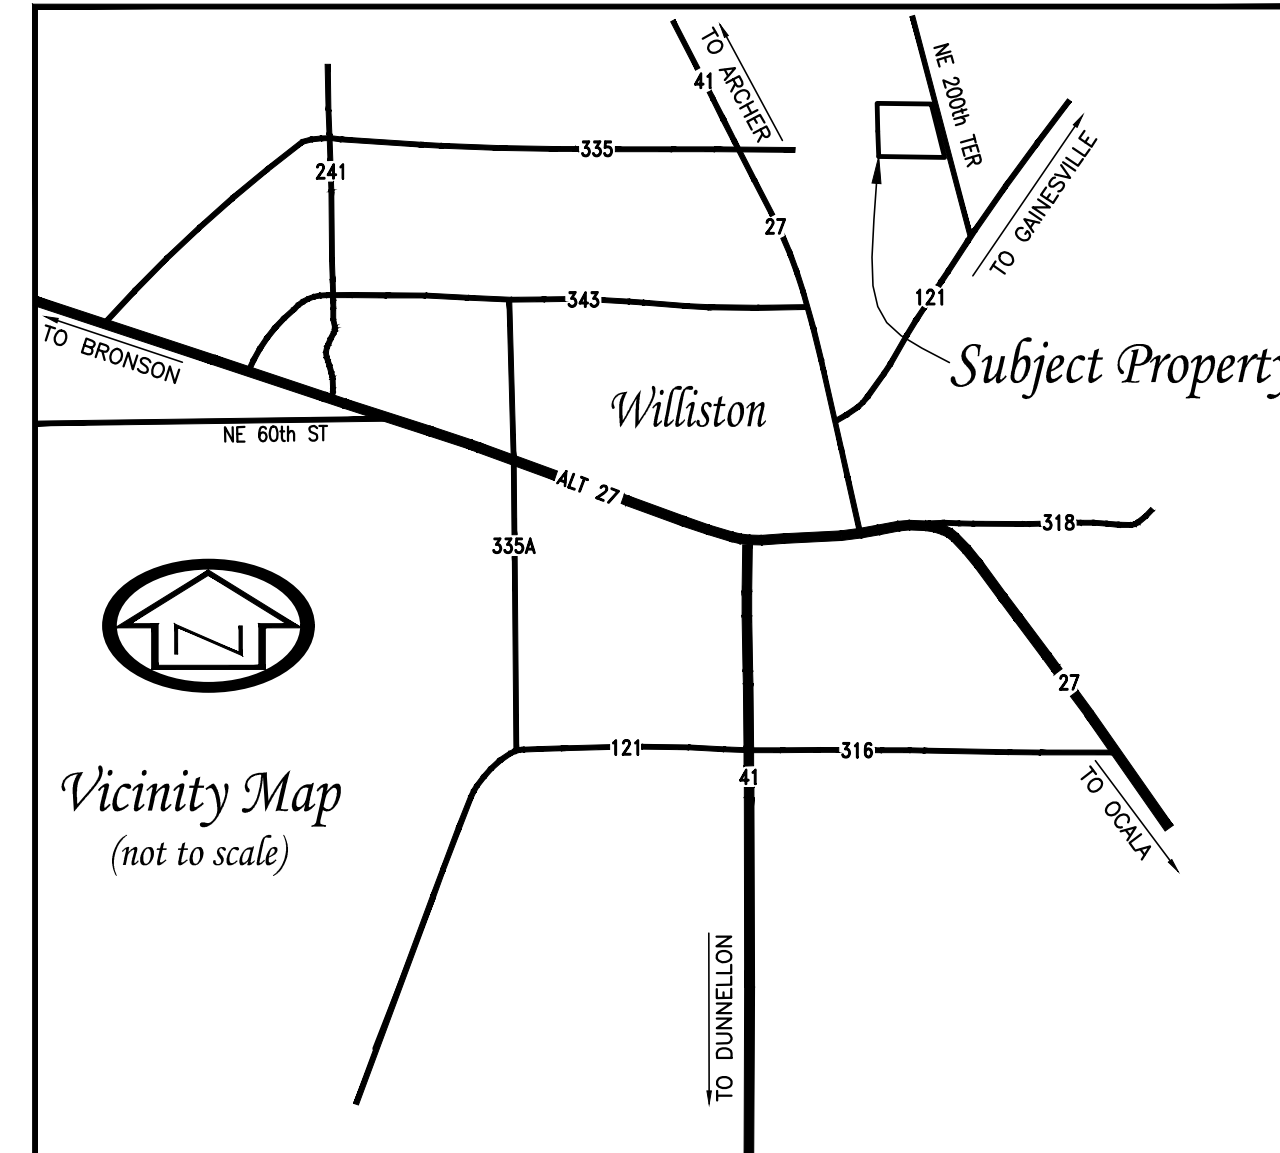 TO ARCHER
41
NE 200th TER
335
241
27
TO GAINESVILLE
121
343
TO BRONSON
Subject Property
Williston
NE 60th ST
ALT 27
318
335A
N
27
121
316
41
Vicinity Map
(not to scale)
TO OCALA
TO DUNNELLON